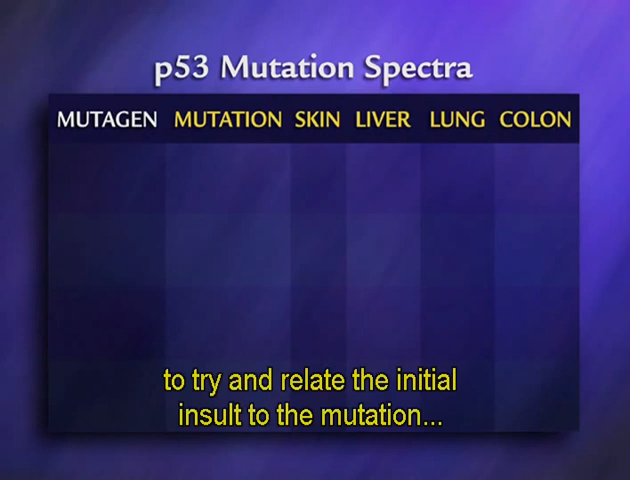 p53 Mutation Spectra
MUTAGEN MUTATION SKIN LIVER LUNG COLON
to try and relate the initial
insult to the mutation...